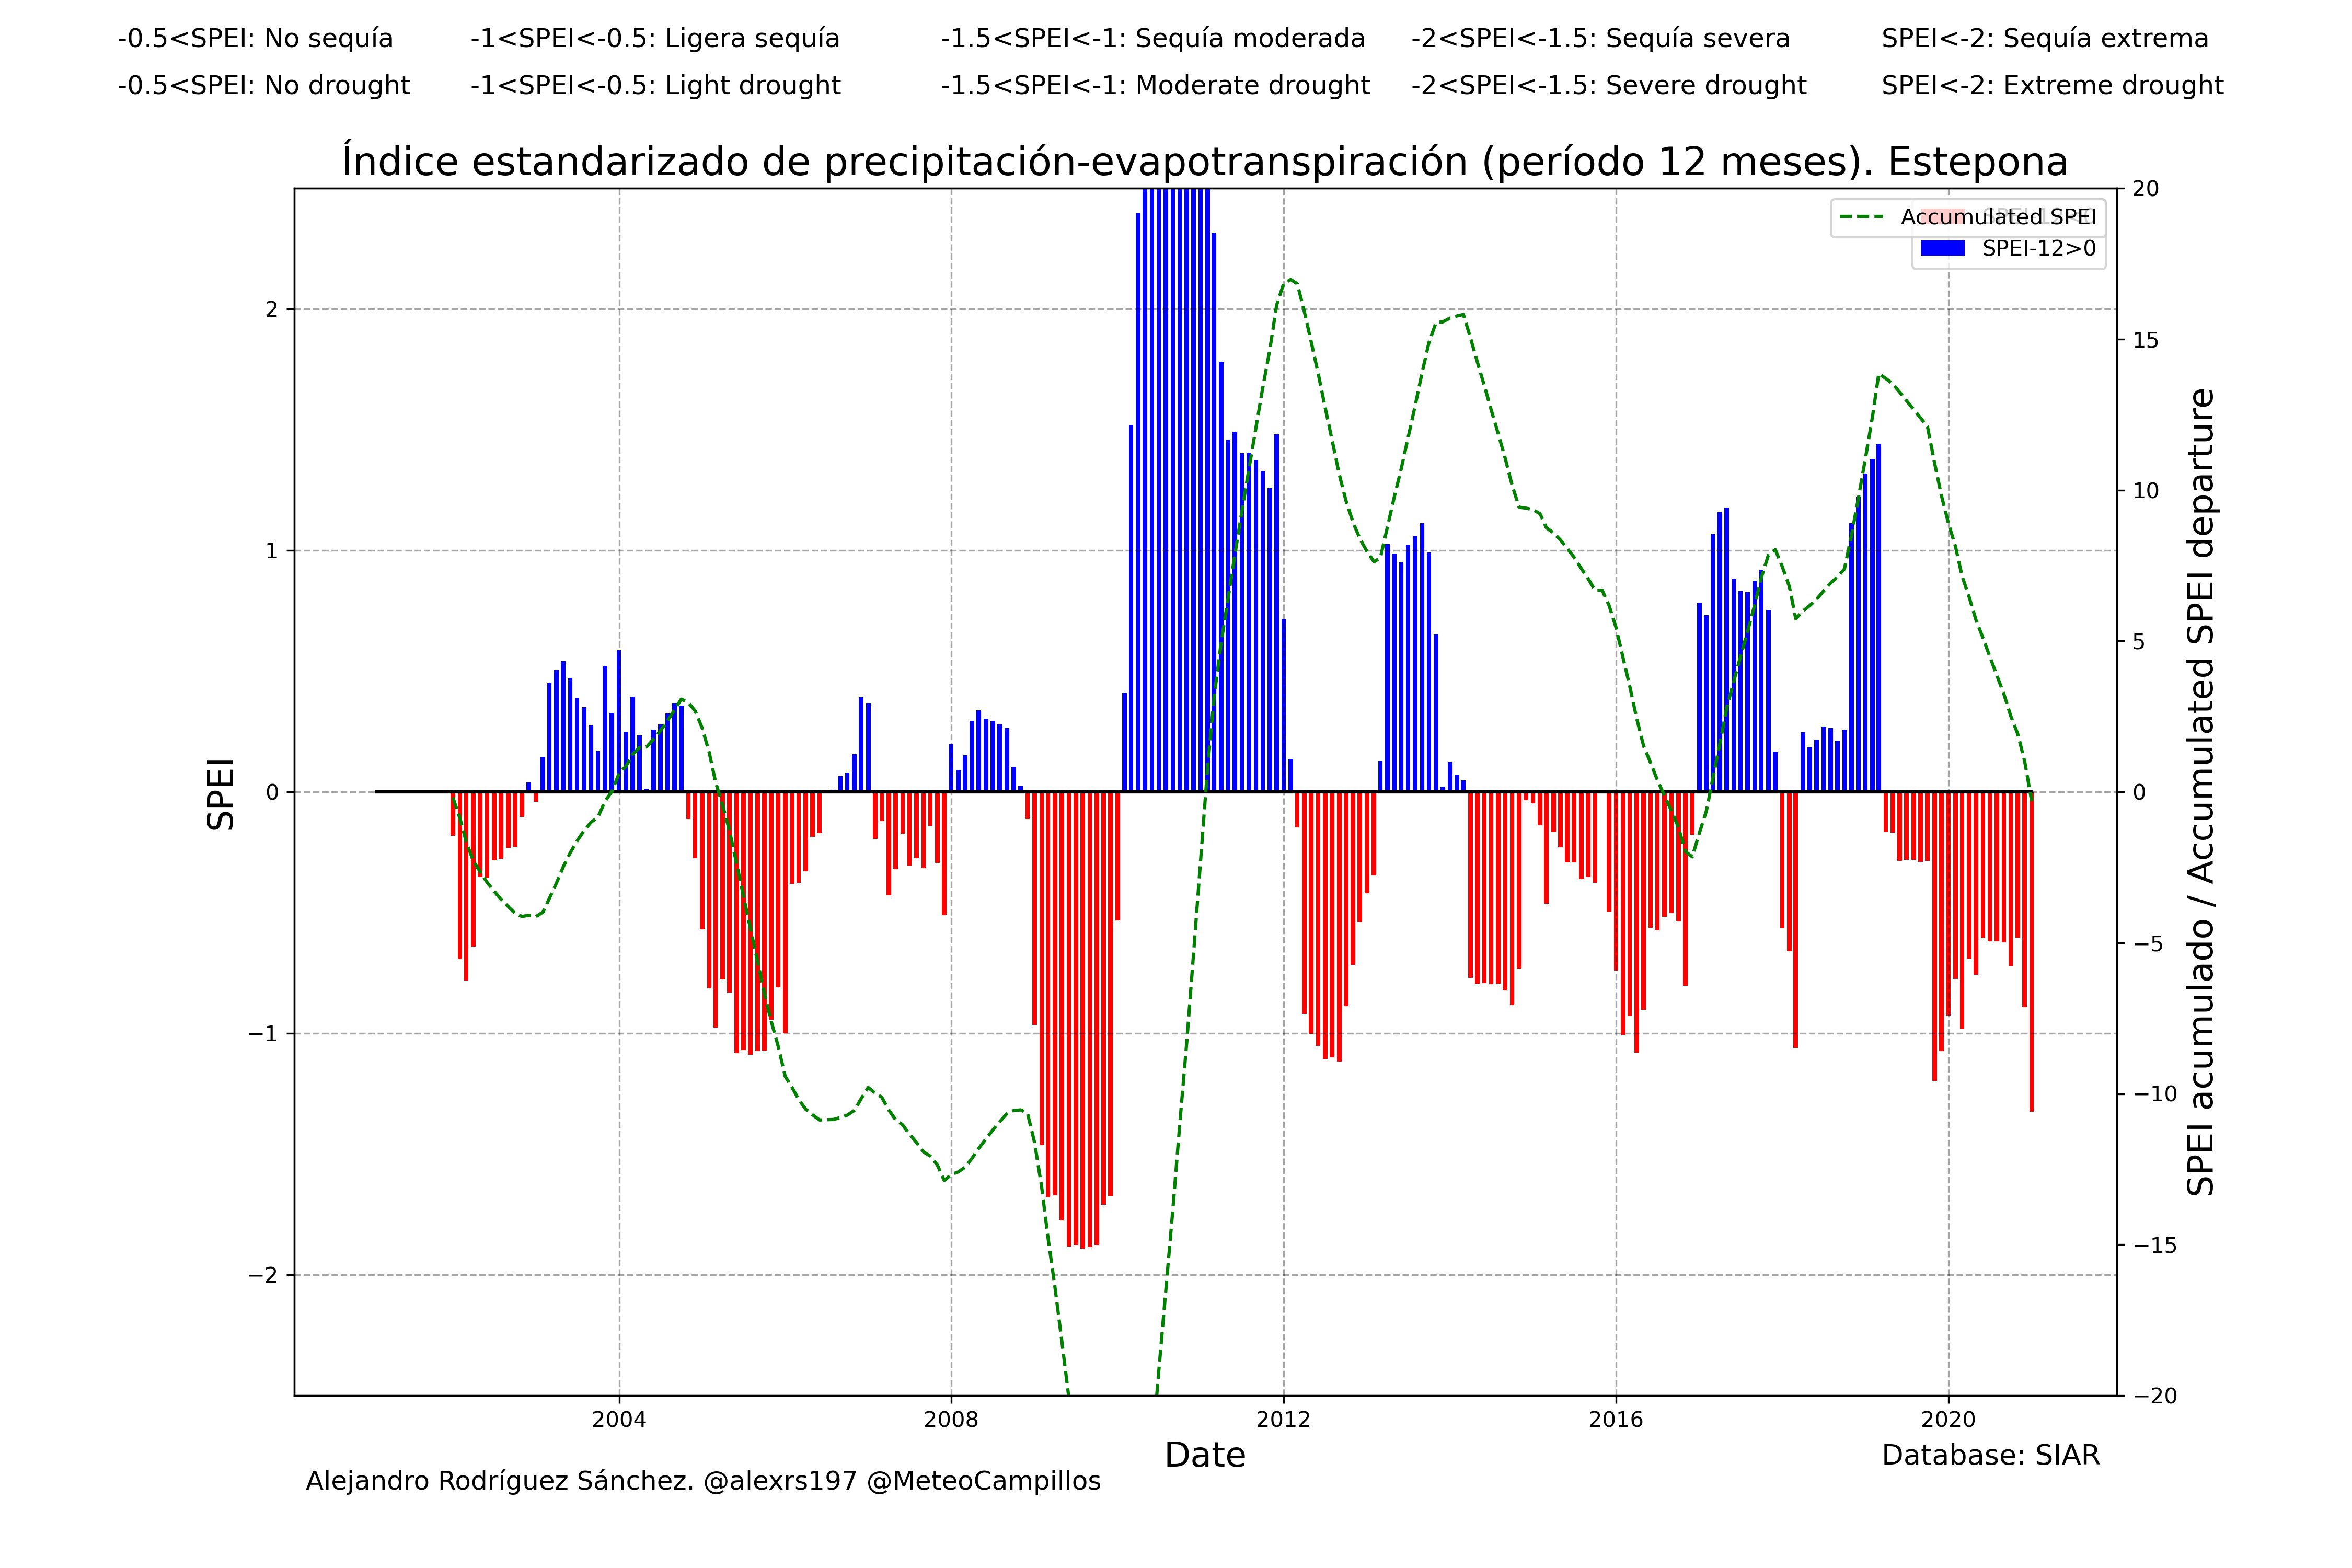 -0.5<SPEI: No sequía -1<SPEI<-0.5: Ligera sequía -1.5<SPEI<-1: Sequía moderada -2<SPEI<-1.5: Sequía severa SPEI<-2: Sequía extrema
-0.5<SPEI: No drought -1<SPEI<-0.5: Light drought -1.5<SPEI<-1: Moderate drought -2<SPEI<-1.5: Severe drought SPEI<-2: Extreme drought
Índice estandarizado de precipitación-evapotranspiración (período 12 meses). Estepona
Accumulated SPEI
SPEI-12>0
2
1
0
−1
−2
SPEI
20
15
10
5
0
−5
−10
−15
−20
SPEI acumulado / Accumulated SPEI departure
2004 2008 2012 2016 2020
Date
Database: SIAR
Alejandro Rodríguez Sánchez. @alexrs197 @MeteoCampillos